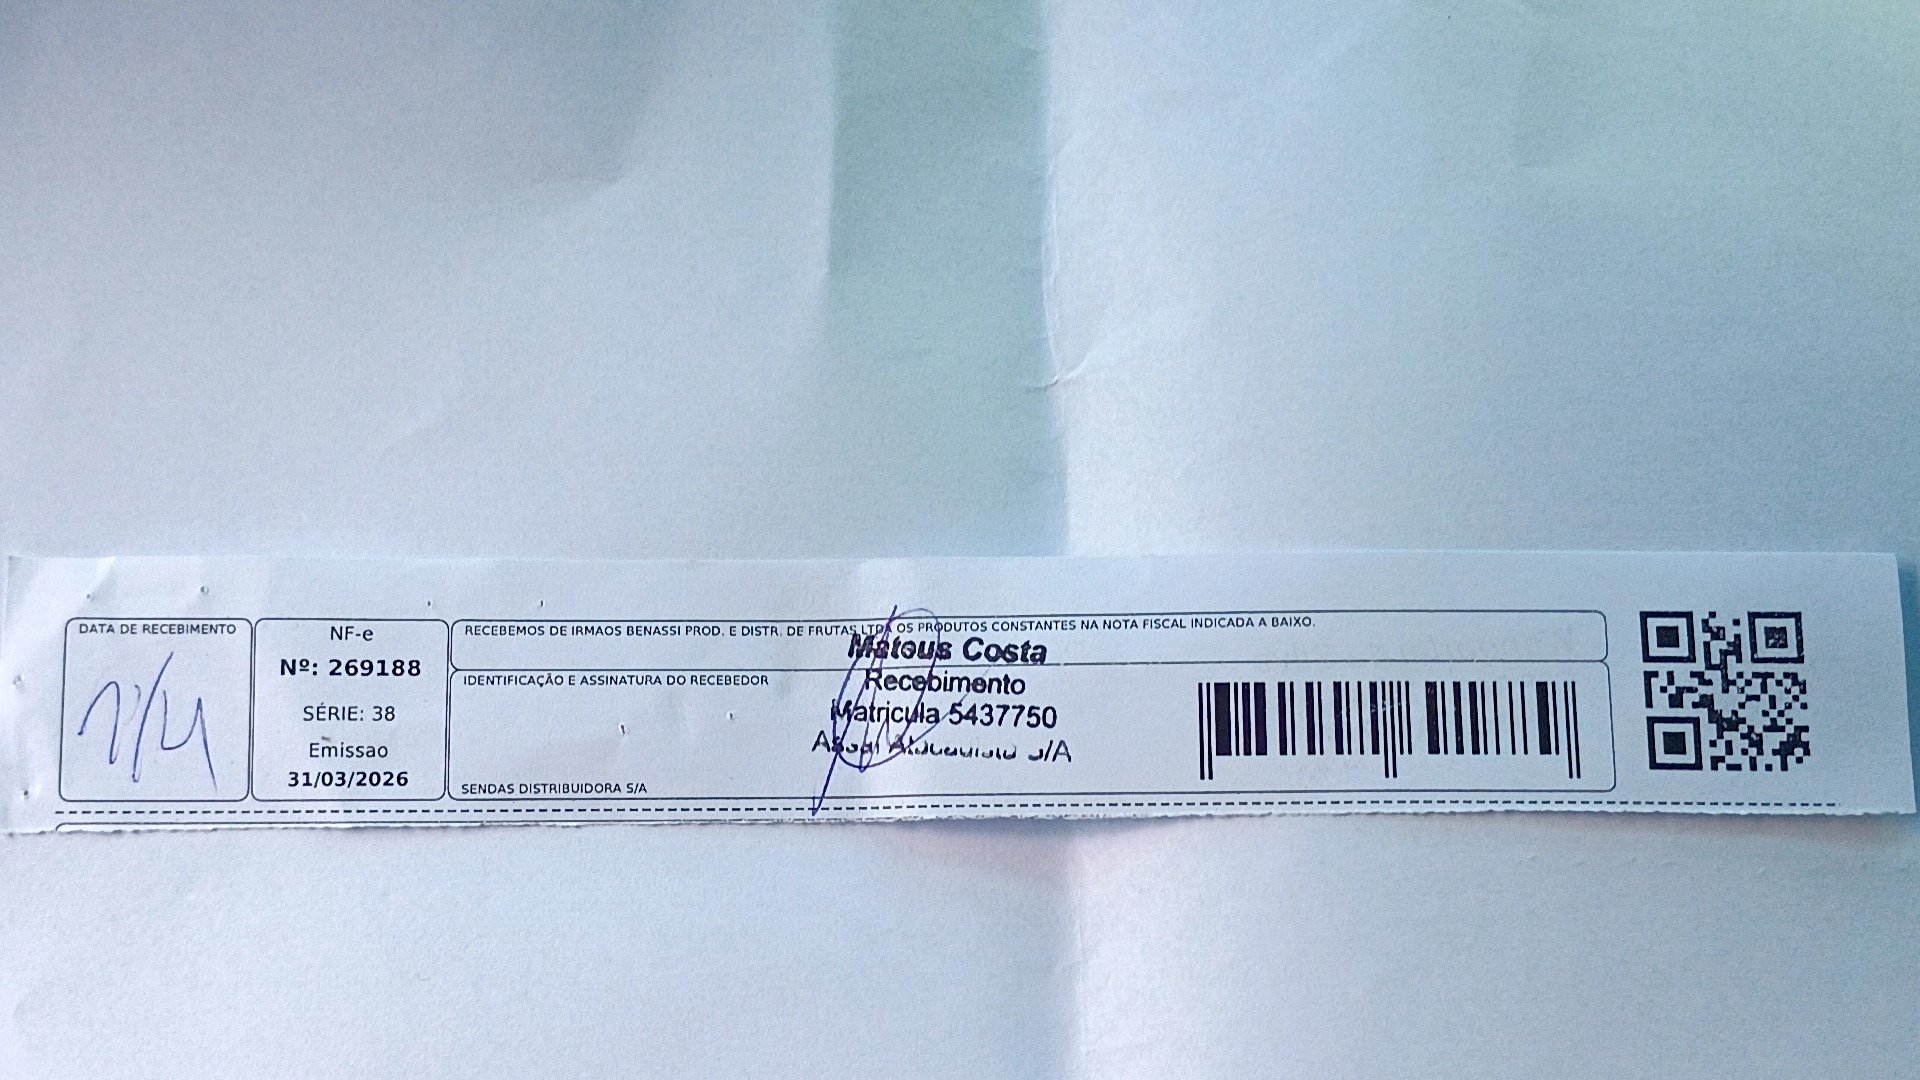 DATA DE RECEBIMENTO
1/4
NF-e
Nº: 269188
SÉRIE: 38
Emissao
31/03/2026
RECEBEMOS DE IRMAOS BENASSI PROD. E DISTR. DE FRUTAS LTDA OS PRODUTOS CONSTANTES NA NOTA FISCAL INDICADA A BAIXO.
IDENTIFICAÇÃO E ASSINATURA DO RECEBEDOR
Mateus Costa
Recebimento
Matricula 5437750
S/A
SENDAS DISTRIBUIDORA S/A